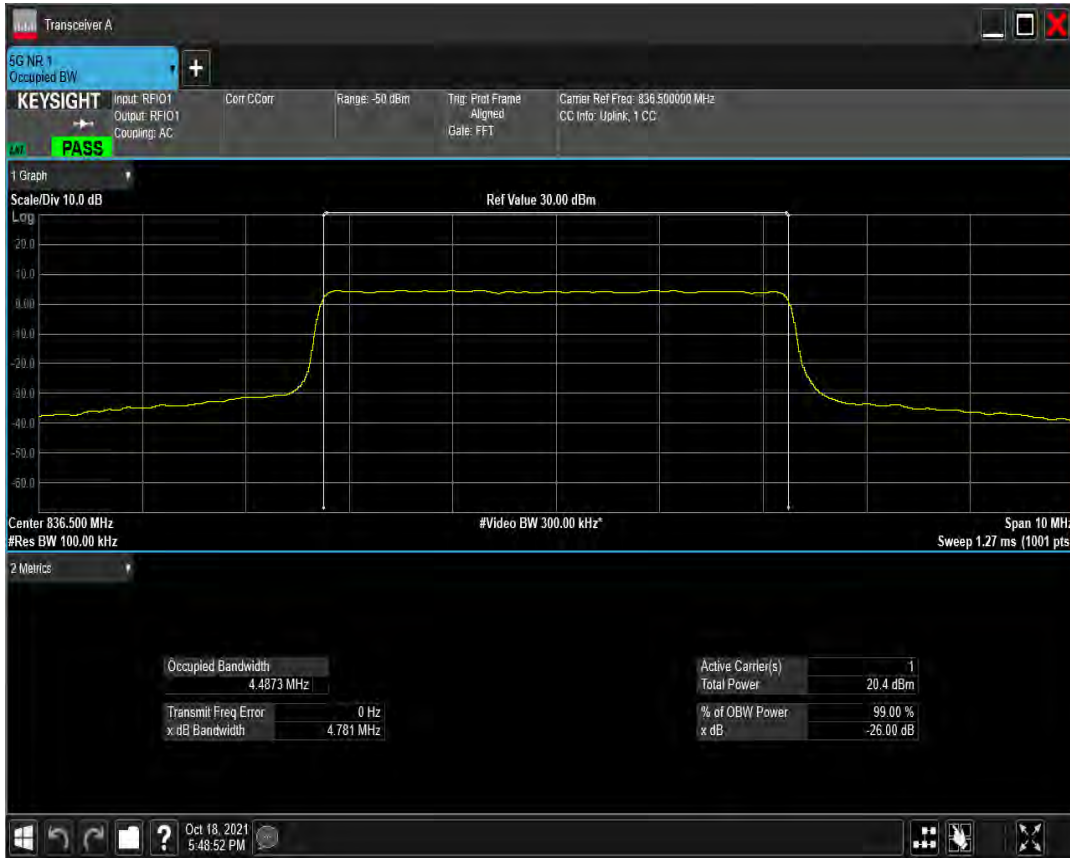 Transceiver A
5G NR 1
Occupied BW
+
KEYSIGHT
PASS
Input: RFIO1
Output: RFIO1
Coupling: AC
Corr CCorr
Range: -50 dBm
Trig: Prot Frame
Aligned
Gate: FFT
Carrier Ref Freq: 836.500000 MHz
CC Info: Uplink, 1 CC
1 Graph
Scale/Div 10.0 dB
Ref Value 30.00 dBm
Log
20.0
10.0
0.00
-10.0
-20.0
-30.0
-40.0
-50.0
-60.0
Center 836.500 MHz
#Video BW 300.00 kHz*
Span 10 MHz
#Res BW 100.00 kHz
Sweep 1.27 ms (1001 pts
2 Metrics
Occupied Bandwidth
4.4873 MHz
Transmit Freq Error 0 Hz
x dB Bandwidth 4.781 MHz
Active Carrier(s) 1
Total Power 20.4 dBm
% of OBW Power 99.00 %
x dB -26.00 dB
?
Oct 18, 2021
5:48:52 PM